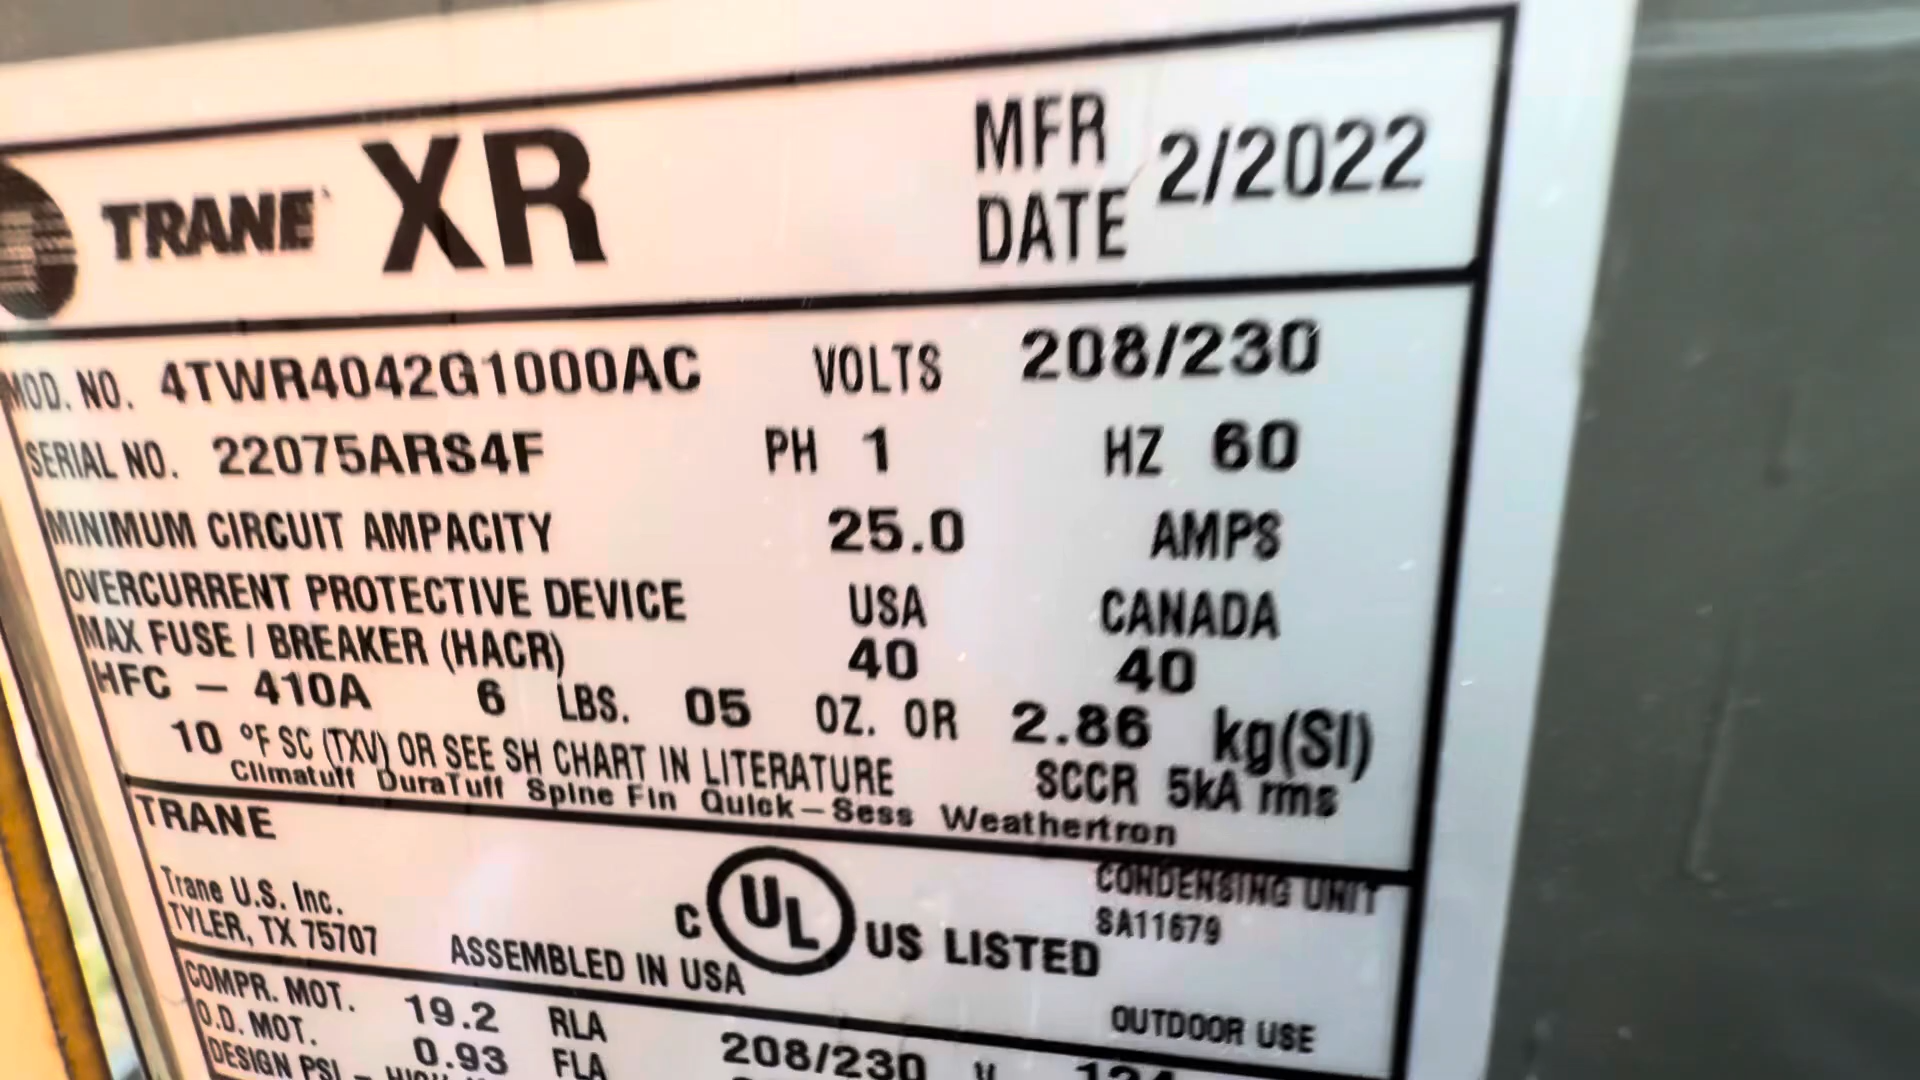 TRANE XR MFR DATE 2/2022
MOD. NO. 4TWR4042G1000AC VOLTS 208/230
SERIAL NO. 22075ARS4F PH 1 HZ 60
MINIMUM CIRCUIT AMPACITY 25.0 AMPS
OVERCURRENT PROTECTIVE DEVICE USA CANADA
MAX FUSE / BREAKER (HACR) 40 40
HFC - 410A 6 LBS. 05 OZ. OR 2.86 kg(SI)
10 °F SC (TXV) OR SEE SH CHART IN LITERATURE SCCR 5kA rms
Climatuff DuraTuff Spine Fin Quick-Sess Weathertron
TRANE
Trane U.S. Inc.
TYLER, TX 75707
ASSEMBLED IN USA
C UL US LISTED
CONDENSING UNIT
SA11679
OUTDOOR USE
COMPR. MOT. 19.2 RLA 208/230 V
O.D. MOT. 0.93 FLA
DESIGN PSI -